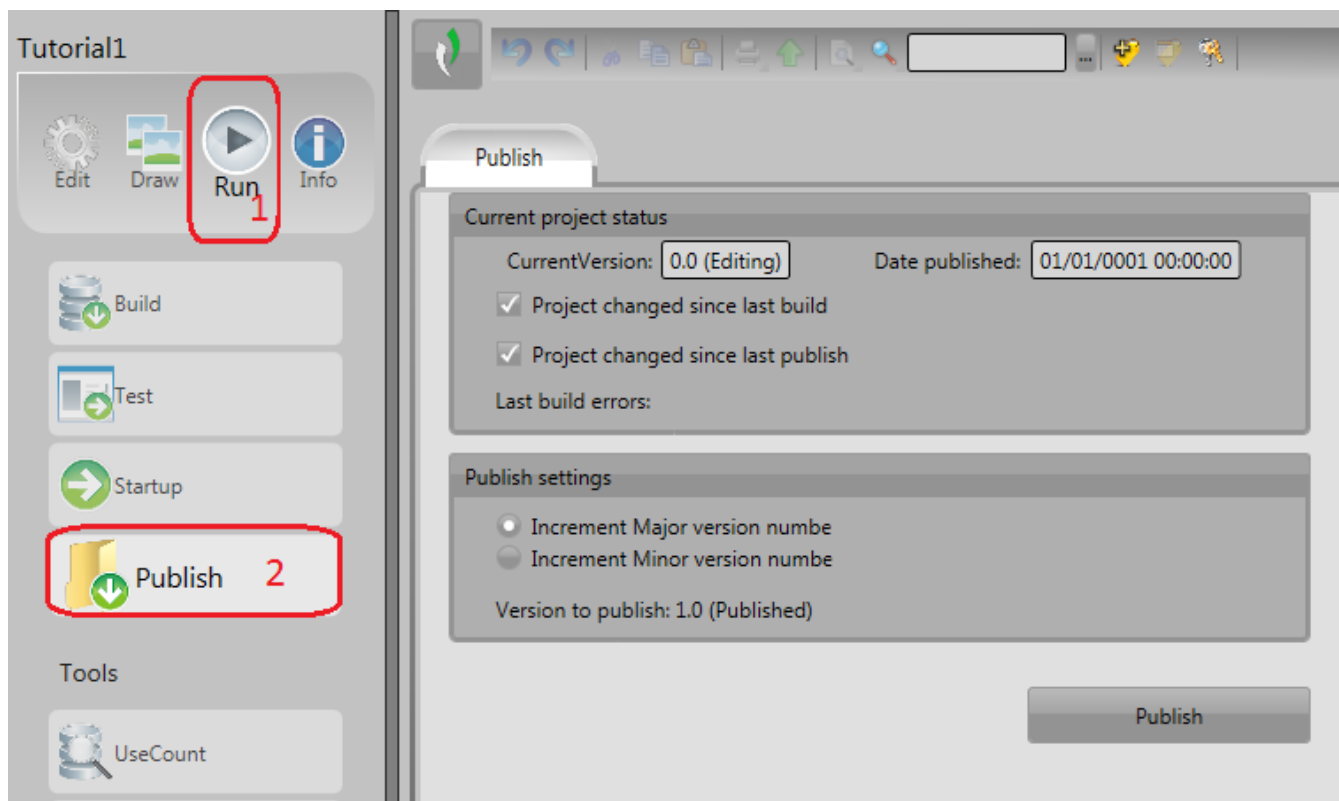 Tutorial1
Edit Draw Run Info
1
Build
Test
Startup
Publish 2
Tools
UseCount
...
Publish
Current project status
CurrentVersion: 0.0 (Editing) Date published: 01/01/0001 00:00:00
Project changed since last build
Project changed since last publish
Last build errors:
Publish settings
Increment Major version numbe
Increment Minor version numbe
Version to publish: 1.0 (Published)
Publish